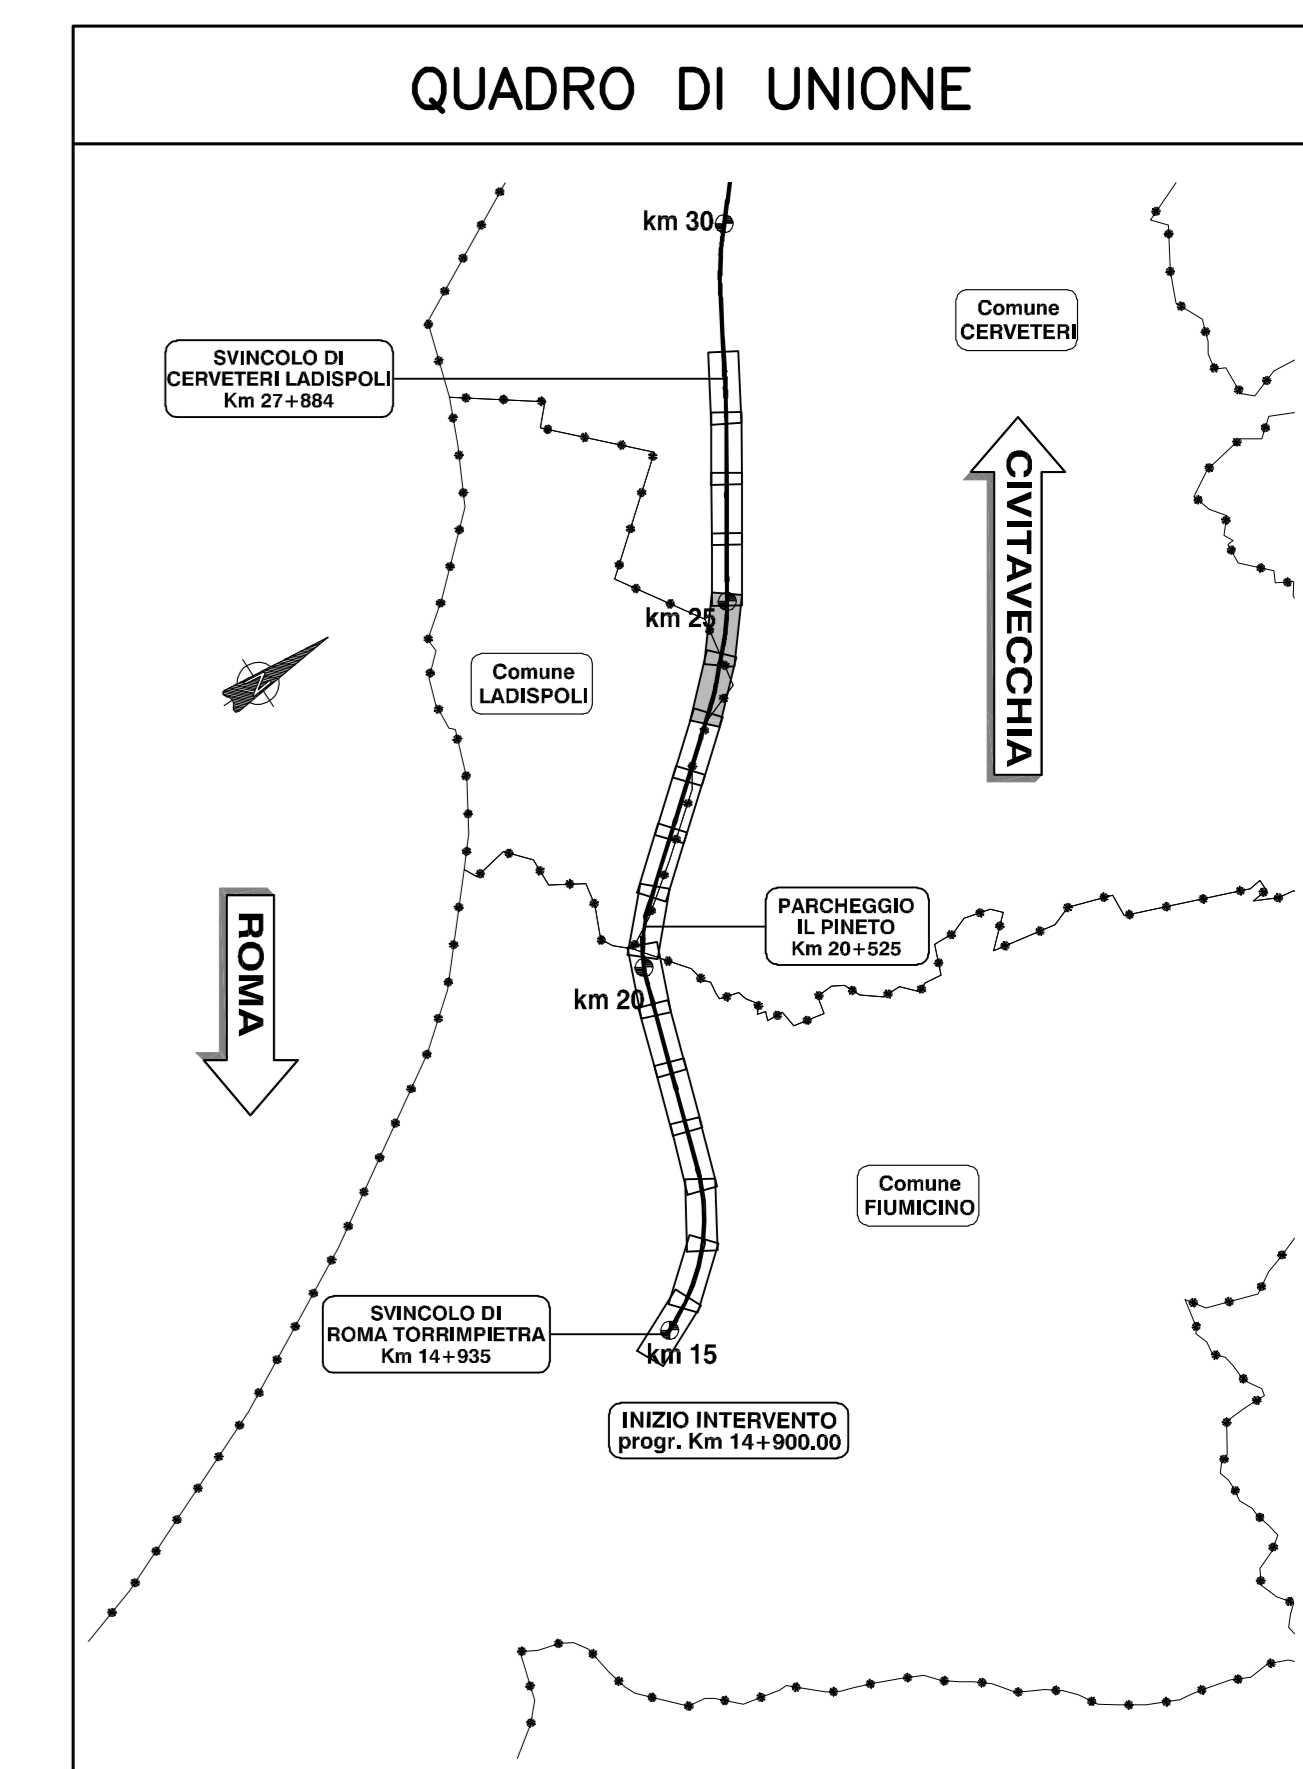 QUADRO DI UNIONE
km 30
Comune
CERVETERI
SVINCOLO DI
CERVETERI LADISPOLI
Km 27+884
CIVITAVECCHIA
km 25
Comune
LADISPOLI
Z
ROMA
PARCHEGGIO
IL PINETO
Km 20+525
km 20
Comune
FIUMICINO
SVINCOLO DI
ROMA TORRIMPIETRA
Km 14+935
km 15
INIZIO INTERVENTO
progr. Km 14+900.00